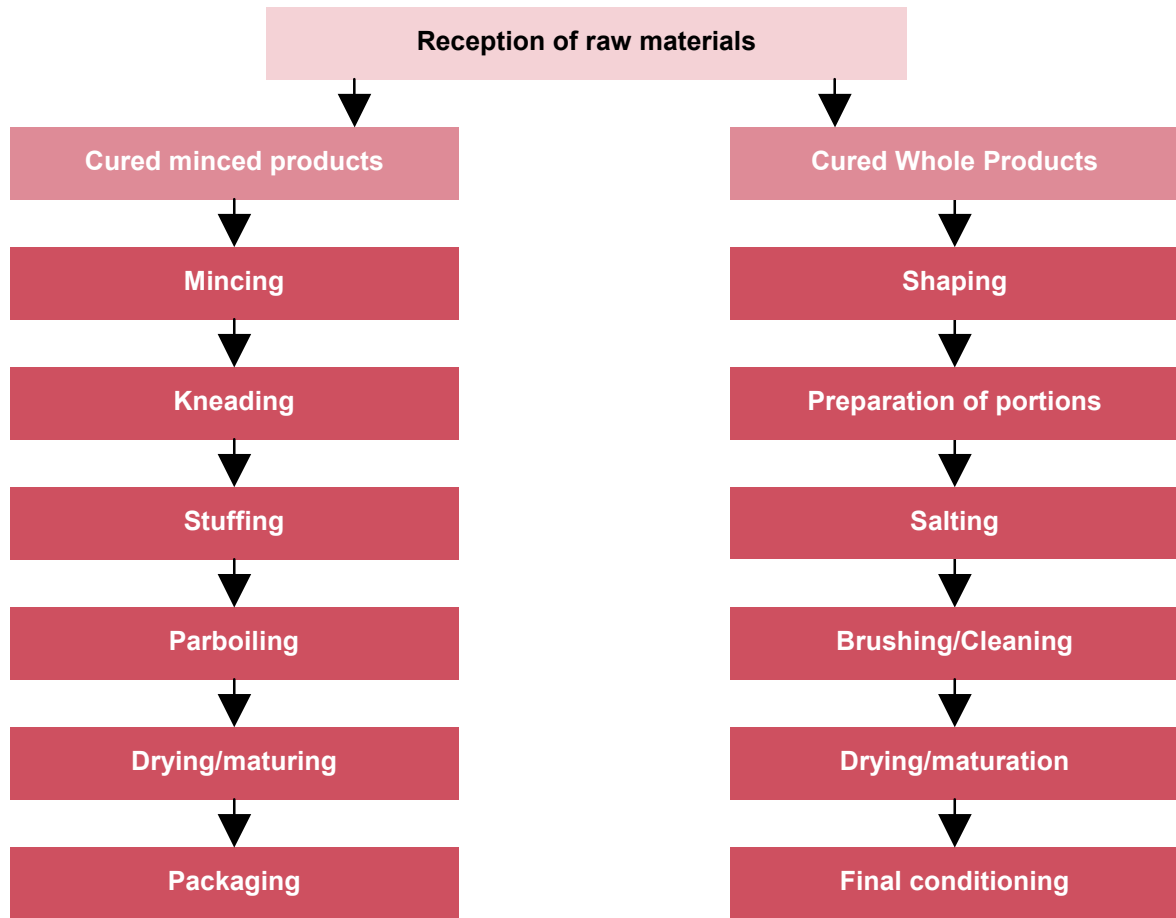 Reception of raw materials
Cured minced products
Mincing
Kneading
Stuffing
Parboiling
Drying/maturing
Packaging
Cured Whole Products
Shaping
Preparation of portions
Salting
Brushing/Cleaning
Drying/maturation
Final conditioning